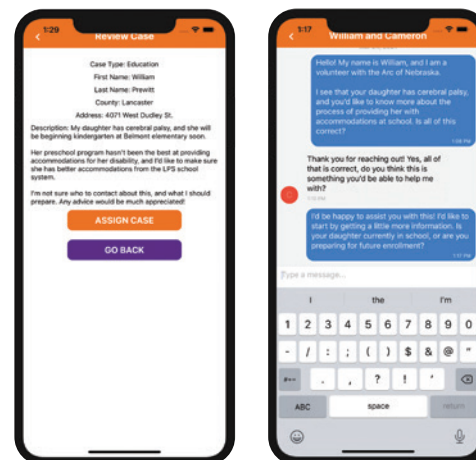 1:29
Review Case
Case Type: Education
First Name: William
Last Name: Prewitt
County: Lancaster
Address: 4071 West Dudley St.
Description: My daughter has cerabal palsy, and she will
be beginning kindergarten at Belmont elementary soon.
Her preschool program hasn't been the best at providing
accommodations for her disability, and I'd like to make sure
she has better accommodations from the LPS school
system.
I'm not sure who to contact about this, and what I should
prepare. Any advice would be much appreciated!
ASSIGN CASE
GO BACK
1:17
William and Cameron
Hello! My name is William, and I am a
volunteer with the Arc of Nebraska.
I see that your daughter has cerebral palsy,
and you'd like to know more about the
process of providing her with
accommodations at school. Is all of this
correct?
1:08 PM
Thank you for reaching out! Yes, all of
that is correct, do you think this is
something you'd be able to help me
with?
1:10 PM
I'd be happy to assist you with this! I'd like to
start by getting a little more information. Is
your daughter currently in school, or are you
preparing for future enrollment?
1:17 PM
Type a message...
I the I'm
1 2 3 4 5 6 7 8 9 0
- / : ; ( ) $ & @ "
#+= . , ? ! '
ABC space return